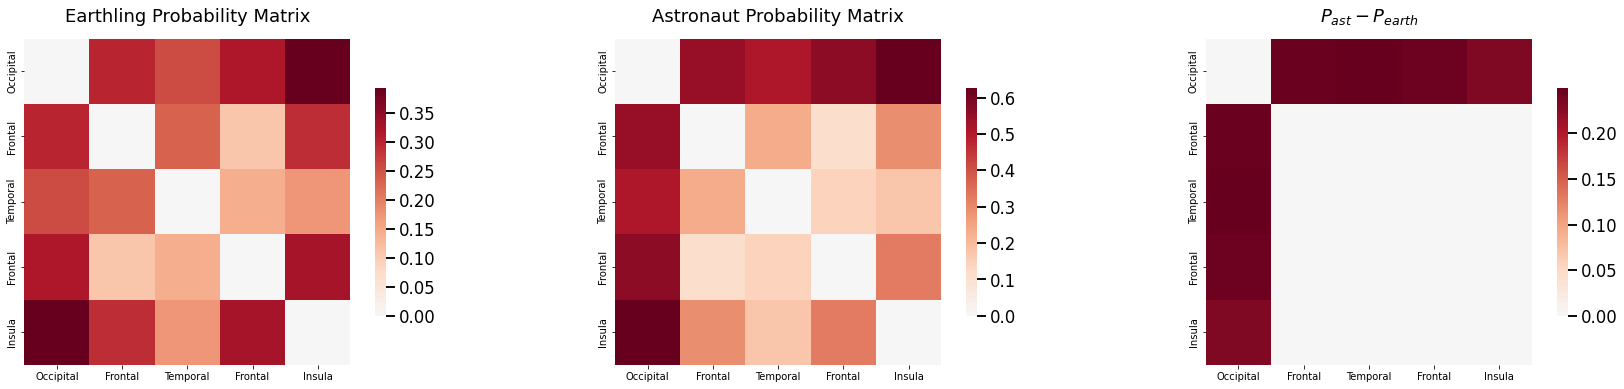 Earthling Probability Matrix
Occipital
Frontal
Temporal
Frontal
Insula
Occipital Frontal Temporal Frontal Insula
0.35
0.30
0.25
0.20
0.15
0.10
0.05
0.00
Astronaut Probability Matrix
Occipital
Frontal
Temporal
Frontal
Insula
Occipital Frontal Temporal Frontal Insula
0.6
0.5
0.4
0.3
0.2
0.1
0.0
P_{ast} − P_{earth}
Occipital
Frontal
Temporal
Frontal
Insula
Occipital Frontal Temporal Frontal Insula
0.20
0.15
0.10
0.05
0.00